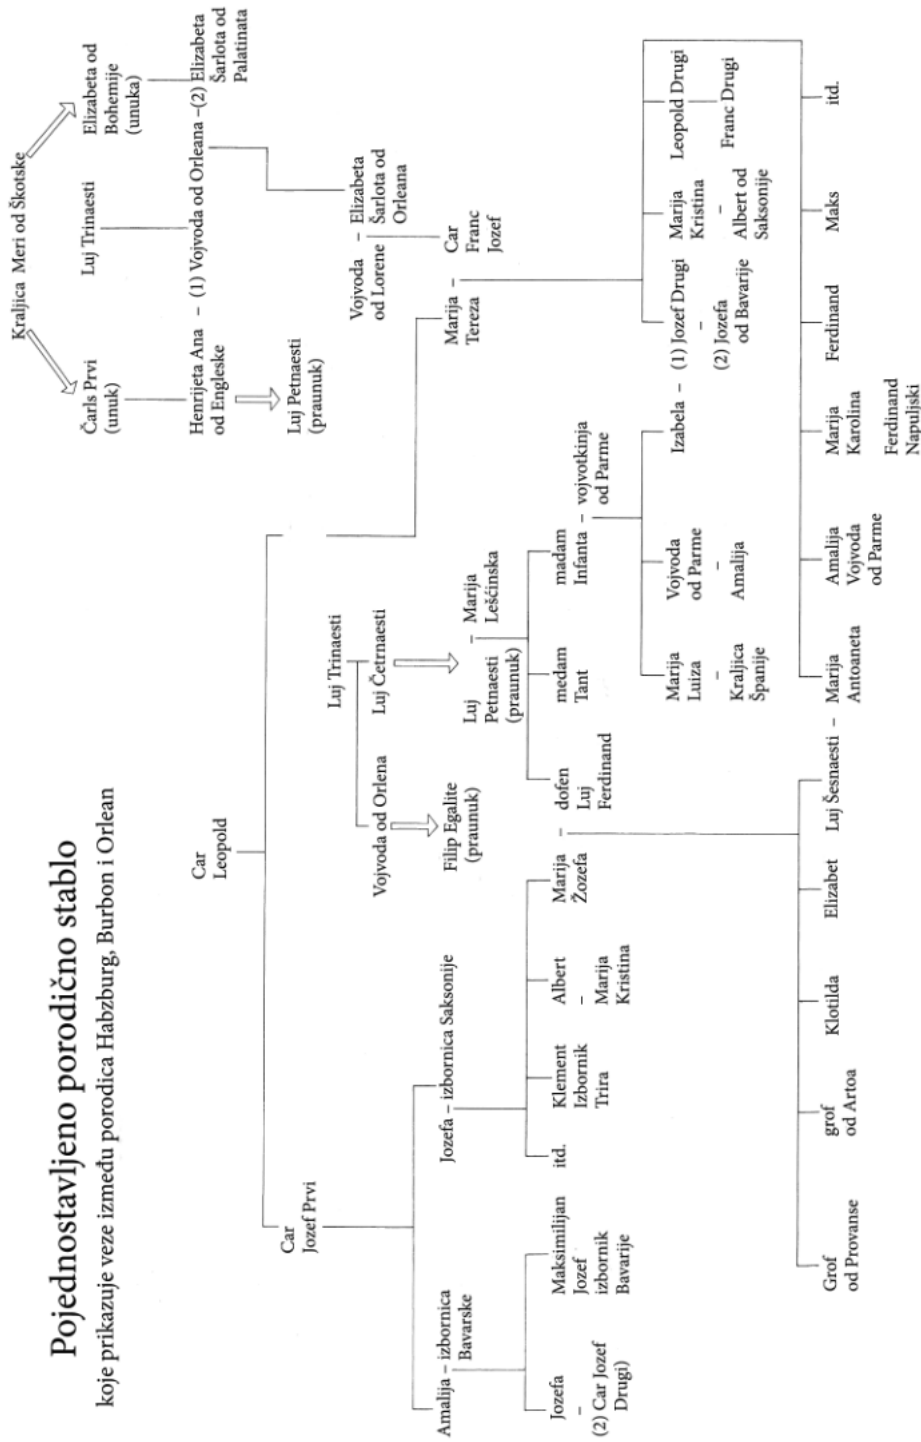 Pojednostavljeno porodično stablo
koje prikazuje veze između porodica Habzburg, Burbon i Orlean
Kraljica Meri od Škotske
Čarls Prvi
(unuk)
Luj Trinaesti
Elizabeta od
Bohemije
(unuka)
Henrijeta Ana – (1) Vojvoda od Orleana –(2) Elizabeta
od Engleske
Šarlota od
Palatinata
Luj Petnaesti
(praunuk)
Vojvoda – Elizabeta
od Lorene
Šarlota od
Orleana
Car
Leopold
Car
Jozef Prvi
Luj Trinaesti
Vojvoda od Orlena
Luj Četrnaesti
Marija –
Tereza
Car
Franc
Jozef
Amalija – izbornica
Bavarske
Jozefa – izbornica Saksonije
Filip Egalite
(praunuk)
Luj
Petnaesti
(praunuk)
– Marija
Lešćinska
Jozefa
–
(2) Car Jozef
Drugi)
Maksimilijan
Jozef
izbornik
Bavarije
itd.
Klement
Izbornik
Trira
Albert
–
Marija
Kristina
Marija
Žozefa
– dofen
Luj
Ferdinand
medam
Tant
madam
Infanta
– vojvotkinja
od Parme
Marija
Luiza
–
Kraljica
Španije
Vojvoda
od Parme
–
Amalija
Izabela – (1) Jozef Drugi
–
(2) Jozefa
od Bavarije
Marija
Kristina
–
Albert od
Saksonije
Leopold Drugi
Franc Drugi
Grof
od Provanse
grof
od Artoa
Klotilda
Elizabet
Luj Šesnaesti –
Marija
Antoaneta
Amalija
Vojvoda
od Parme
Marija
Karolina
Ferdinand
Napuljski
Ferdinand
Maks
itd.